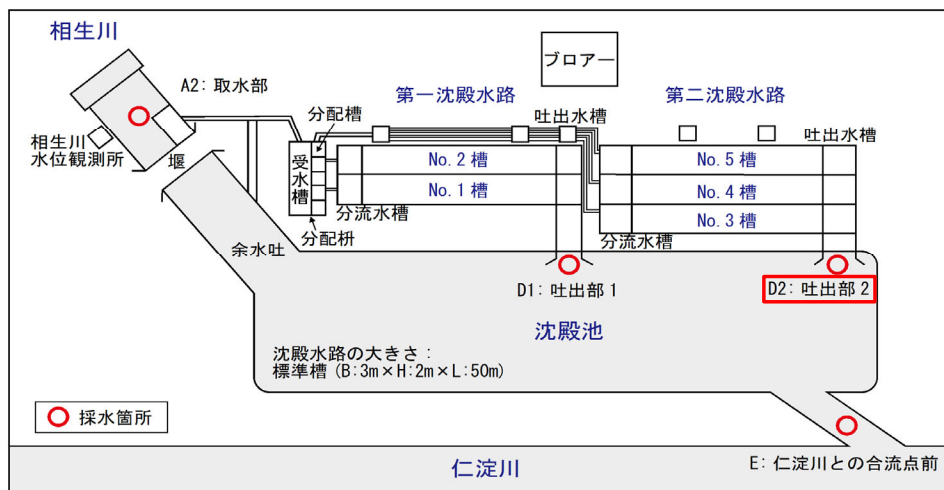 相生川
ブロアー
A2:取水部
第一沈殿水路
第二沈殿水路
分配槽
吐出水槽
吐出水槽
相生川
水位観測所
堰
受水槽
No.2 槽
No.1 槽
No.5 槽
No.4 槽
No.3 槽
分流水槽
分流水槽
分配枡
余水吐
D1:吐出部 1
D2:吐出部 2
沈殿池
沈殿水路の大きさ:
標準槽 (B:3m×H:2m×L:50m)
採水箇所
仁淀川
E:仁淀川との合流点前